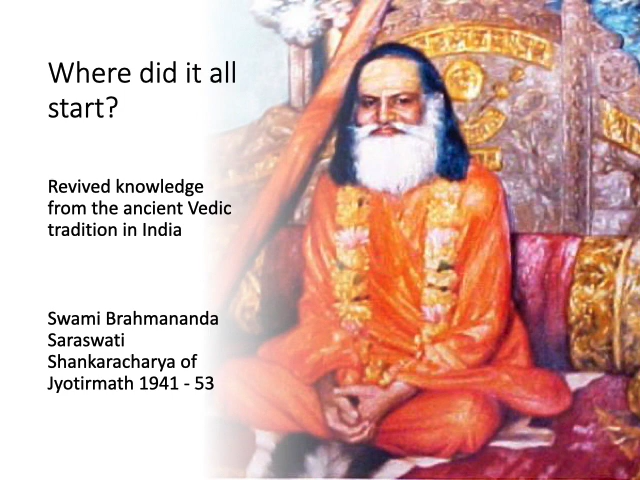 Where did it all
start?
Revived knowledge
from the ancient Vedic
tradition in India
Swami Brahmananda
Saraswati
Shankaracharya of
Jyotirmath 1941 - 53